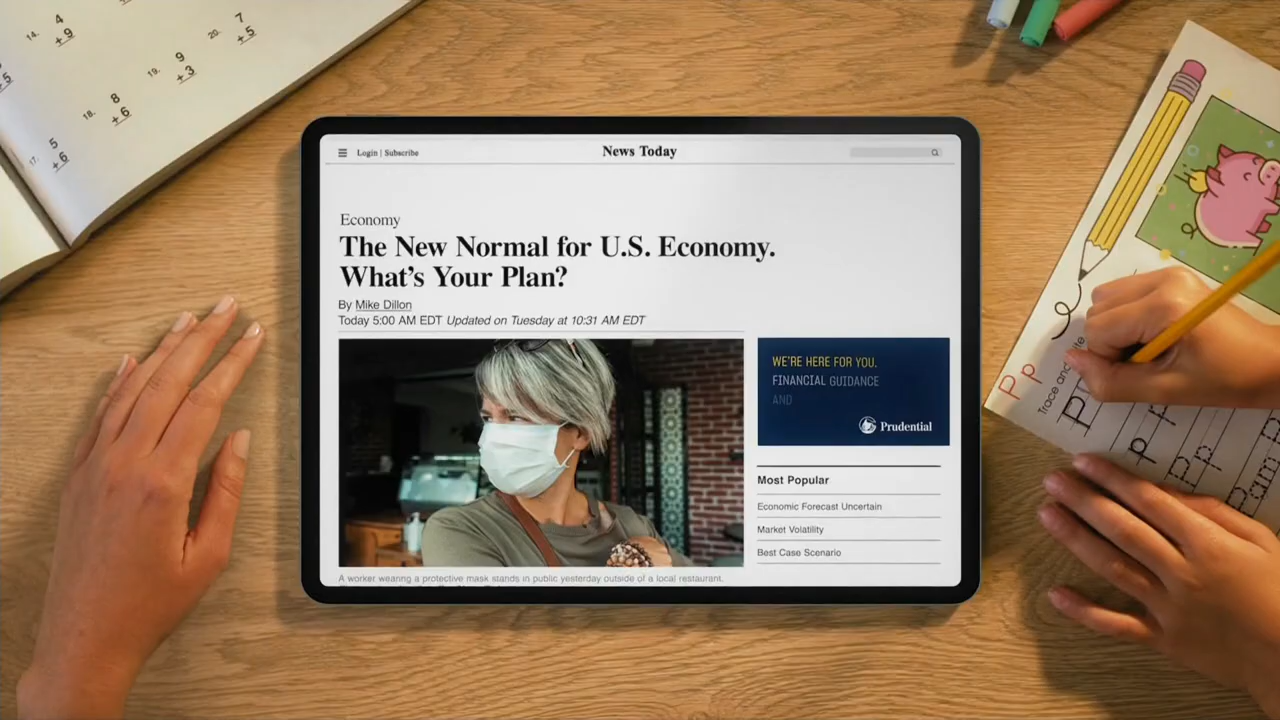 14. 4
+9
20. 7
+5
19. 9
+3
18. 8
+6
17. 5
+6
Login | Subscribe
News Today
Economy
The New Normal for U.S. Economy.
What's Your Plan?
By Mike Dillon
Today 5:00 AM EDT Updated on Tuesday at 10:31 AM EDT
WE'RE HERE FOR YOU.
FINANCIAL GUIDANCE
AND
Prudential
Most Popular
Economic Forecast Uncertain
Market Volatility
Best Case Scenario
A worker wearing a protective mask stands in public yesterday outside of a local restaurant.
Pp
Trace and
Pp